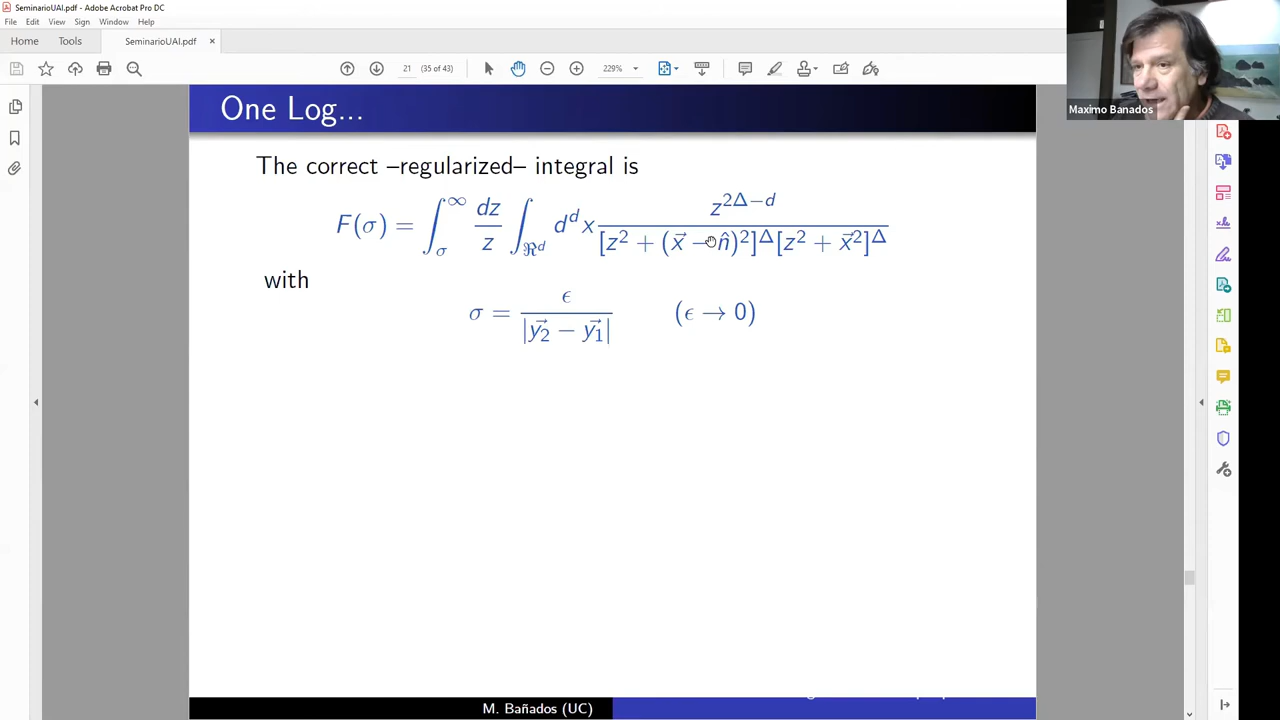 SeminarioUAI.pdf - Adobe Acrobat Pro DC
File Edit View Sign Window Help
Home Tools SeminarioUAI.pdf ×
21 (35 of 43) 229%
Maximo Banados
One Log...
The correct –regularized– integral is
F(σ) = ∫_σ^∞ dz/z ∫_{ℜ^d} d^d x z^{2Δ−d} / [z² + (x⃗ − n̂)²]^Δ [z² + x⃗²]^Δ
with
σ = ϵ / |y⃗₂ − y⃗₁| (ϵ → 0)
M. Bañados (UC)